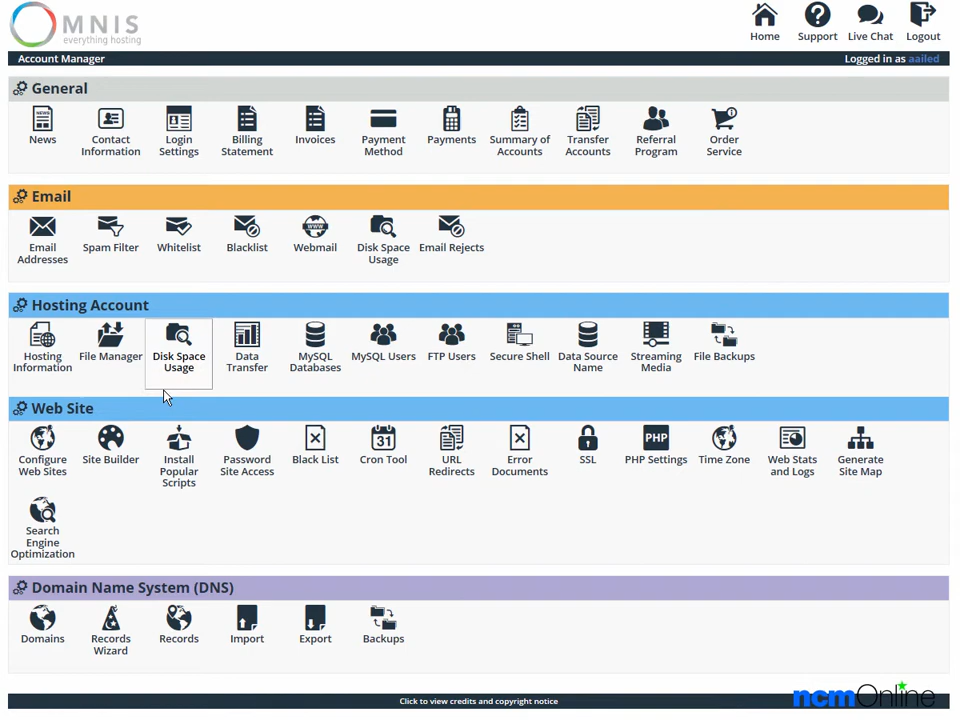 MNIS
everything hosting
Home
Support
Live Chat
Logout
Account Manager
Logged in as aailed
General
NEWS
News
Contact
Information
Login
Settings
Billing
Statement
Invoices
Payment
Method
Payments
Summary of
Accounts
Transfer
Accounts
Referral
Program
Order
Service
Email
Email
Addresses
Spam Filter
Whitelist
Blacklist
WWW
Webmail
Disk Space
Usage
Email Rejects
Hosting Account
Hosting
Information
File Manager
Disk Space
Usage
Data
Transfer
MySQL
Databases
MySQL Users
FTP Users
Secure Shell
Data Source
Name
Streaming
Media
File Backups
Web Site
Configure
Web Sites
Site Builder
Install
Popular
Scripts
Password
Site Access
Black List
31
Cron Tool
URL
Redirects
Error
Documents
SSL
PHP
PHP Settings
Time Zone
Web Stats
and Logs
Generate
Site Map
Search
Engine
Optimization
Domain Name System (DNS)
Domains
Records
Wizard
Records
Import
Export
Backups
Click to view credits and copyright notice
ncmOnline